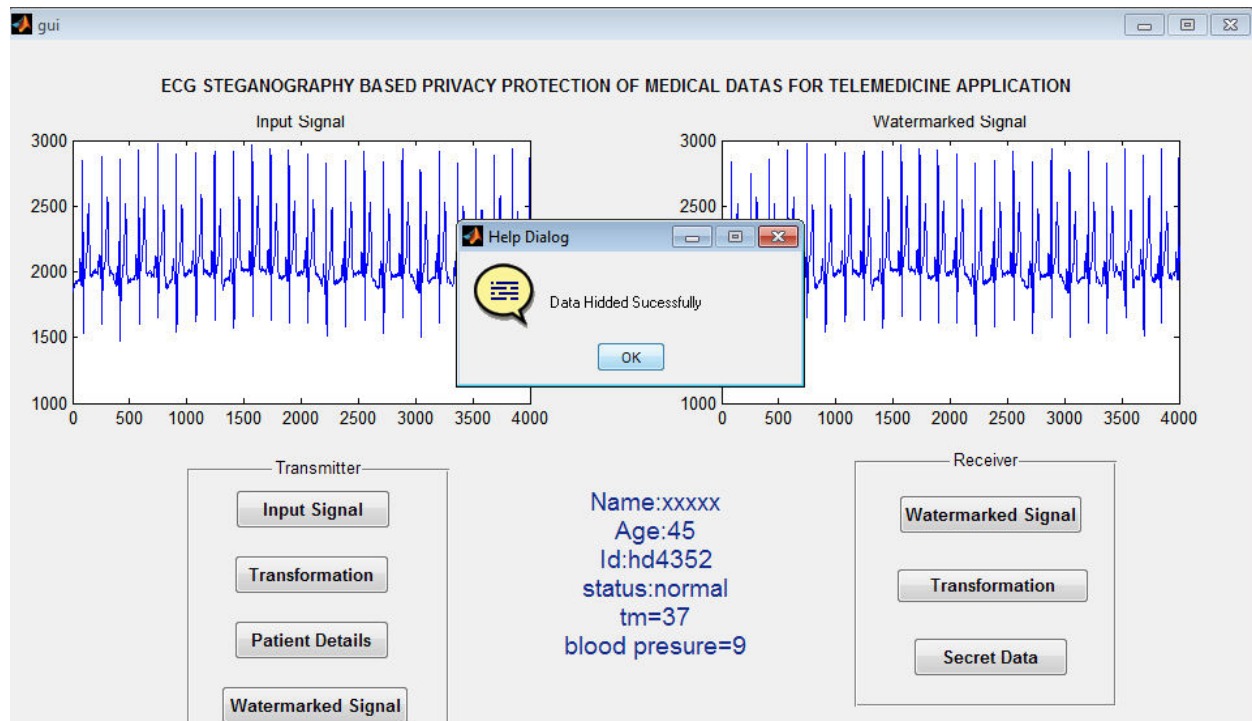 gui
ECG STEGANOGRAPHY BASED PRIVACY PROTECTION OF MEDICAL DATAS FOR TELEMEDICINE APPLICATION
Input Signal
3000
2500
2000
1500
1000
0 500 1000 1500 2000 2500 3000 3500 4000
Watermarked Signal
3000
2500
1000
0 500 1000 1500 2000 2500 3000 3500 4000
Help Dialog
Data Hidded Sucessfully
OK
Transmitter
Input Signal
Transformation
Patient Details
Watermarked Signal
Name:xxxxx
Age:45
Id:hd4352
status:normal
tm=37
blood presure=9
Receiver
Watermarked Signal
Transformation
Secret Data